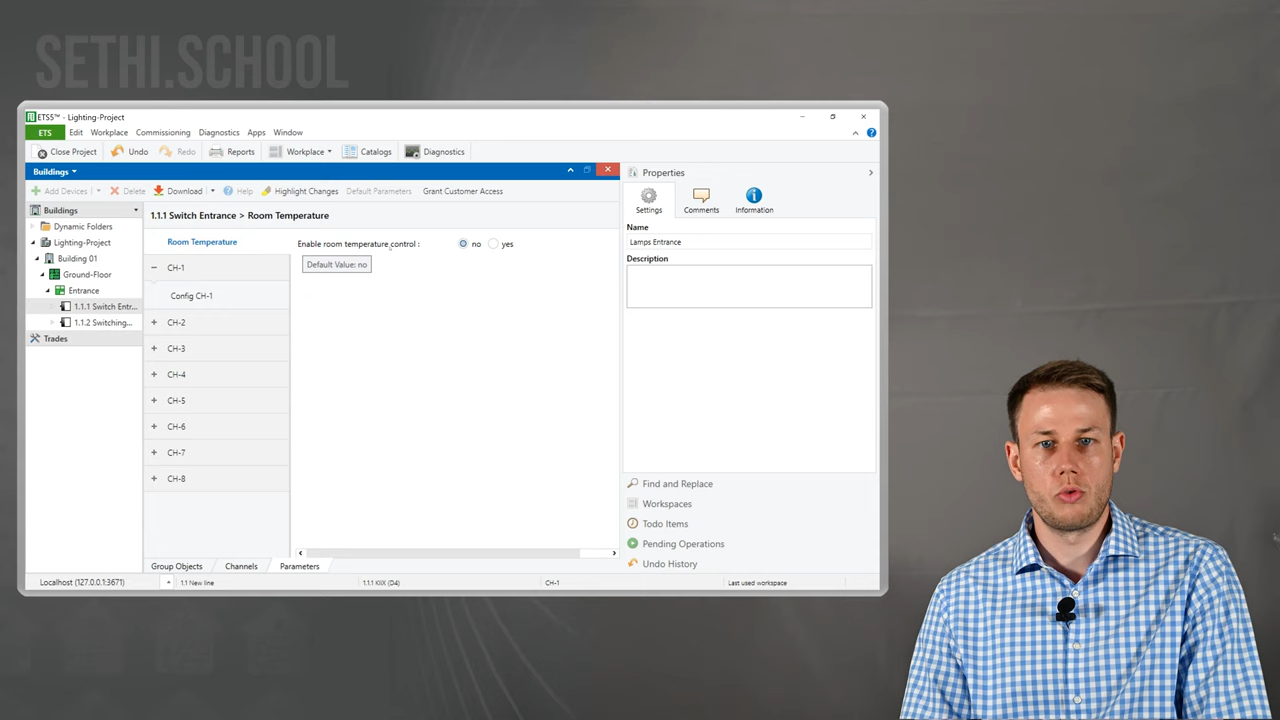 SETHI.SCHOOL
ETS5™ - Lighting-Project
ETS Edit Workplace Commissioning Diagnostics Apps Window
Close Project Undo Redo Reports Workplace Catalogs Diagnostics
Buildings
Add Devices Delete Download Help Highlight Changes Default Parameters Grant Customer Access
Buildings
Dynamic Folders
Lighting-Project
Building 01
Ground-Floor
Entrance
1.1.1 Switch Entr...
1.1.2 Switching...
Trades
1.1.1 Switch Entrance > Room Temperature
Room Temperature
CH-1
Config CH-1
CH-2
CH-3
CH-4
CH-5
CH-6
CH-7
CH-8
Enable room temperature control : no yes
Default Value: no
Group Objects Channels Parameters
Properties
Settings Comments Information
Name
Lamps Entrance
Description
Find and Replace
Workspaces
Todo Items
Pending Operations
Undo History
Localhost (127.0.0.1:3671) 1.1 New line CH-1 Last used workspace